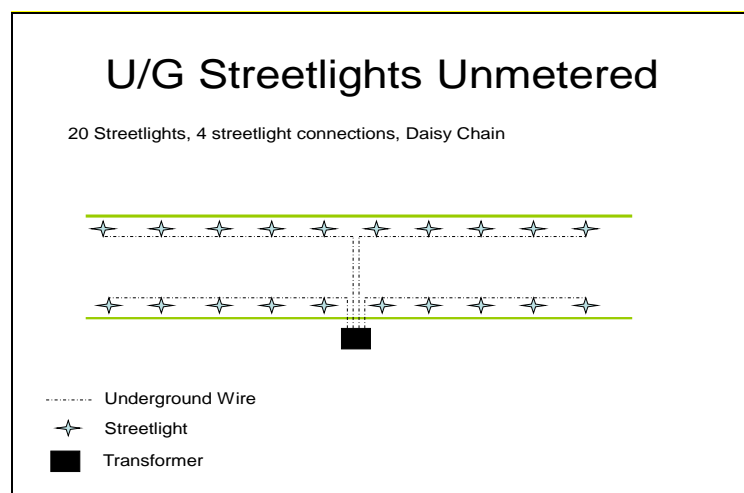 U/G Streetlights Unmetered
20 Streetlights, 4 streetlight connections, Daisy Chain
Underground Wire
Streetlight
Transformer